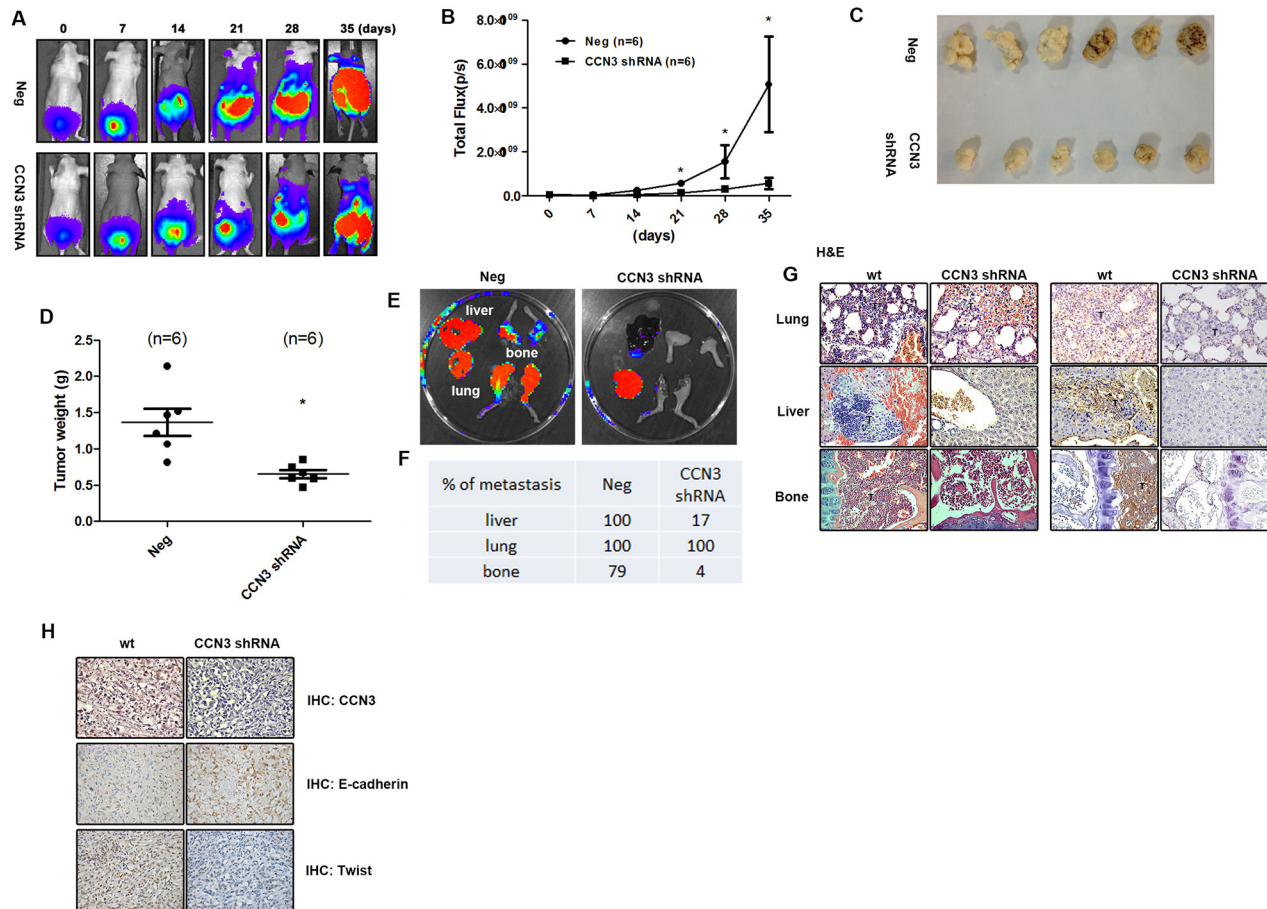 A
0 7 14 21 28 35 (days)
Neg
CCN3 shRNA
B
8.0×10⁰⁹
6.0×10⁰⁹
4.0×10⁰⁹
2.0×10⁰⁹
0.0
Total Flux(p/s)
Neg (n=6)
CCN3 shRNA (n=6)
* * *
0 7 14 21 28 35
(days)
C
Neg
CCN3
shRNA
D
(n=6) (n=6)
2.5
2.0
1.5
1.0
0.5
0.0
Tumor weight (g)
*
Neg
CCN3 shRNA
E
Neg CCN3 shRNA
liver
bone
lung
F
% of metastasis Neg CCN3 shRNA
liver 100 17
lung 100 100
bone 79 4
G
H&E
wt CCN3 shRNA wt CCN3 shRNA
Lung T T T T
Liver T
Bone T T
H
wt CCN3 shRNA
IHC: CCN3
IHC: E-cadherin
IHC: Twist